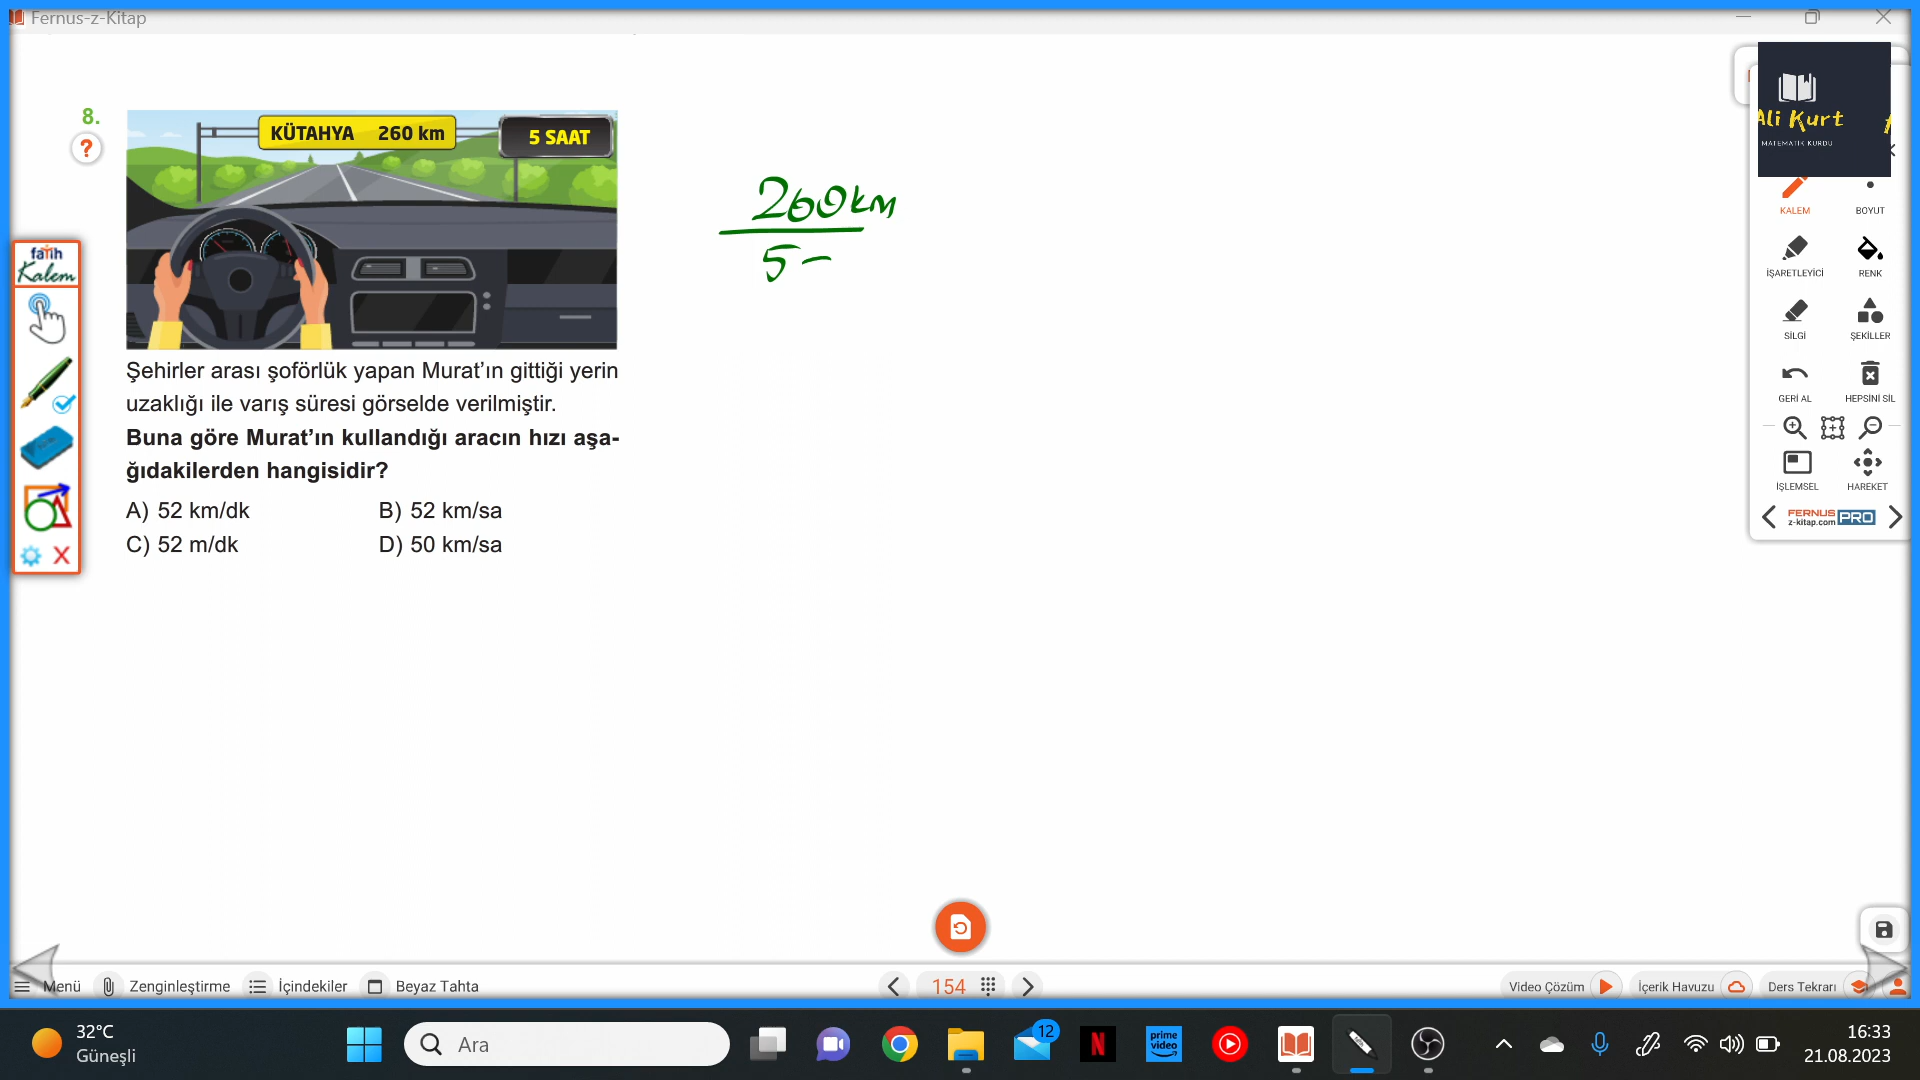 Fernus-z-Kitap
8.
?
KÜTAHYA 260 km
5 SAAT
260 km
5
Şehirler arası şoförlük yapan Murat’ın gittiği yerin
uzaklığı ile varış süresi görselde verilmiştir.
Buna göre Murat’ın kullandığı aracın hızı aşa-
ğıdakilerden hangisidir?
A) 52 km/dk
B) 52 km/sa
C) 52 m/dk
D) 50 km/sa
fatih
Kalem
Ali Kurt
MATEMATİK KURDU
KALEM
BOYUT
İŞARETLEYİCİ
RENK
SİLGİ
ŞEKİLLER
GERİ AL
HEPSİNİ SİL
İŞLEMSEL
HAREKET
FERNUS
z-kitap.com PRO
Menü
Zenginleştirme
İçindekiler
Beyaz Tahta
154
Video Çözüm
İçerik Havuzu
Ders Tekrarı
32°C
Güneşli
Ara
12
N
prime
video
16:33
21.08.2023